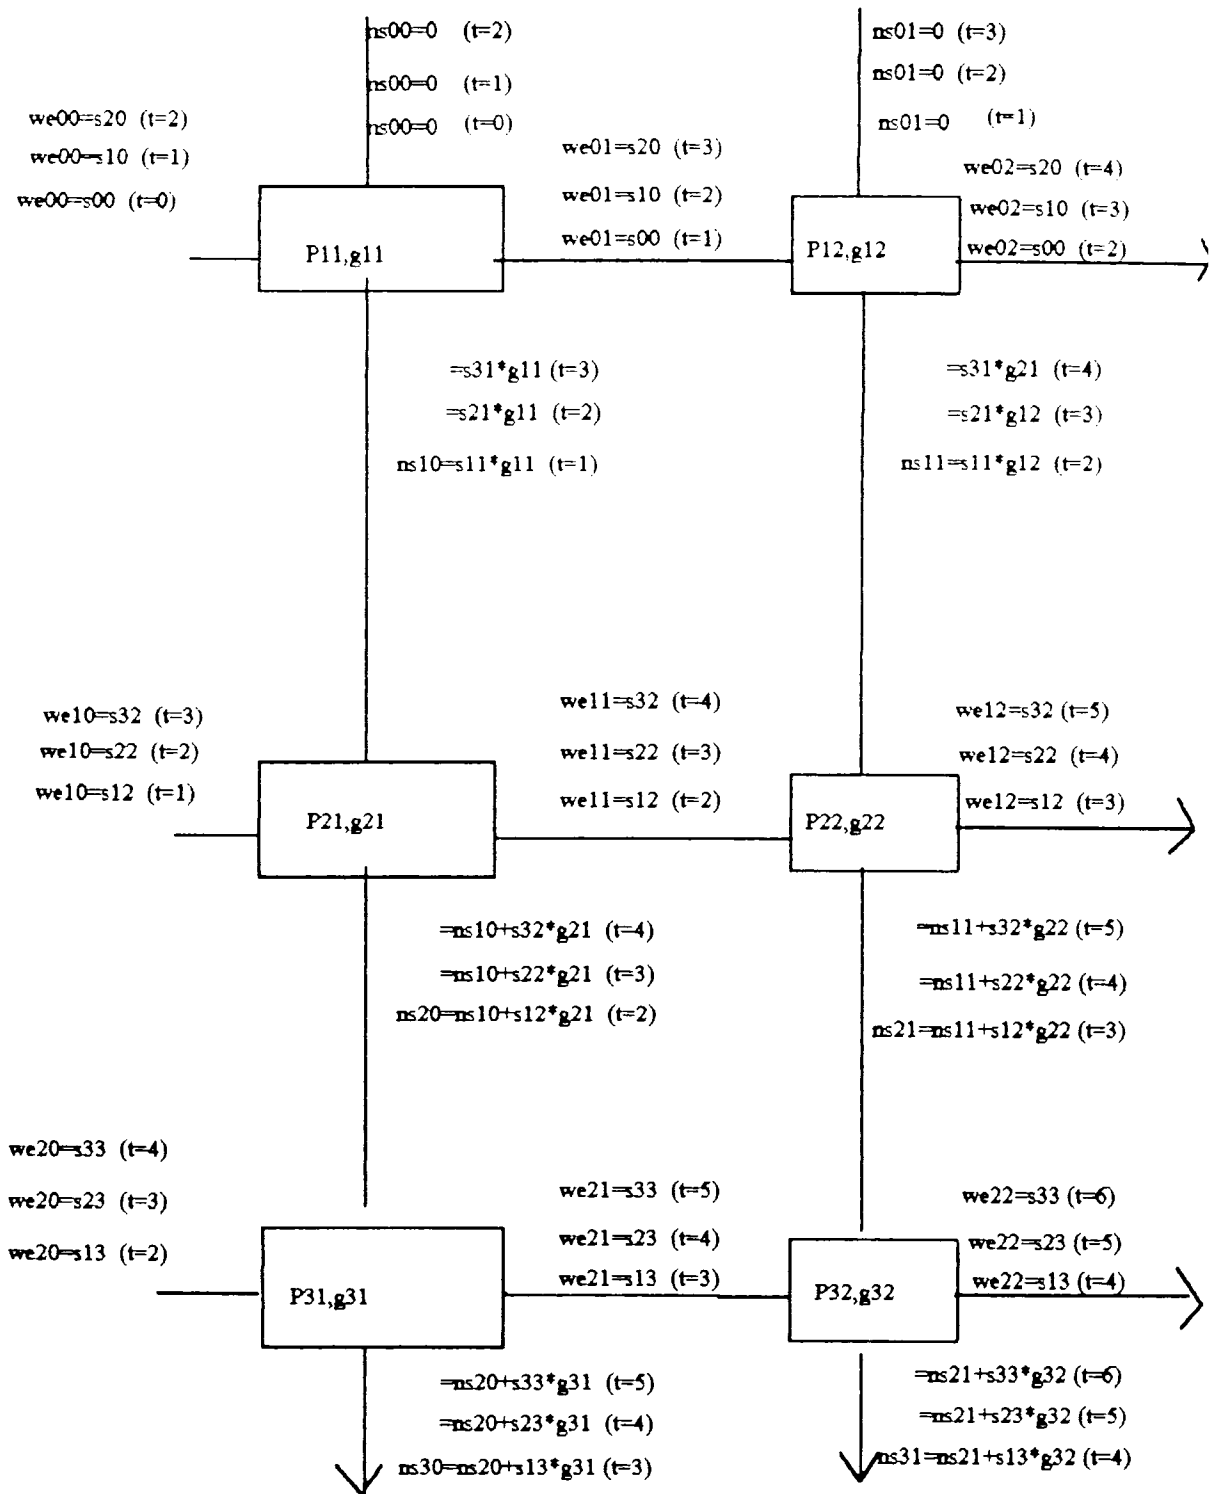 ns00=0 (t=2)
ns00=0 (t=1)
ns00=0 (t=0)
ns01=0 (t=3)
ns01=0 (t=2)
ns01=0 (t=1)
we00=s20 (t=2)
we00=s10 (t=1)
we00=s00 (t=0)
we01=s20 (t=3)
we01=s10 (t=2)
we01=s00 (t=1)
we02=s20 (t=4)
we02=s10 (t=3)
we02=s00 (t=2)
P11,g11
P12,g12
=s31*g11 (t=3)
=s21*g11 (t=2)
ns10=s11*g11 (t=1)
=s31*g21 (t=4)
=s21*g12 (t=3)
ns11=s11*g12 (t=2)
we10=s32 (t=3)
we10=s22 (t=2)
we10=s12 (t=1)
we11=s32 (t=4)
we11=s22 (t=3)
we11=s12 (t=2)
we12=s32 (t=5)
we12=s22 (t=4)
we12=s12 (t=3)
P21,g21
P22,g22
=ns10+s32*g21 (t=4)
=ns10+s22*g21 (t=3)
ns20=ns10+s12*g21 (t=2)
=ns11+s32*g22 (t=5)
=ns11+s22*g22 (t=4)
ns21=ns11+s12*g22 (t=3)
we20=s33 (t=4)
we20=s23 (t=3)
we20=s13 (t=2)
we21=s33 (t=5)
we21=s23 (t=4)
we21=s13 (t=3)
we22=s33 (t=6)
we22=s23 (t=5)
we22=s13 (t=4)
P31,g31
P32,g32
=ns20+s33*g31 (t=5)
=ns20+s23*g31 (t=4)
ns30=ns20+s13*g31 (t=3)
=ns21+s33*g32 (t=6)
=ns21+s23*g32 (t=5)
ns31=ns21+s13*g32 (t=4)